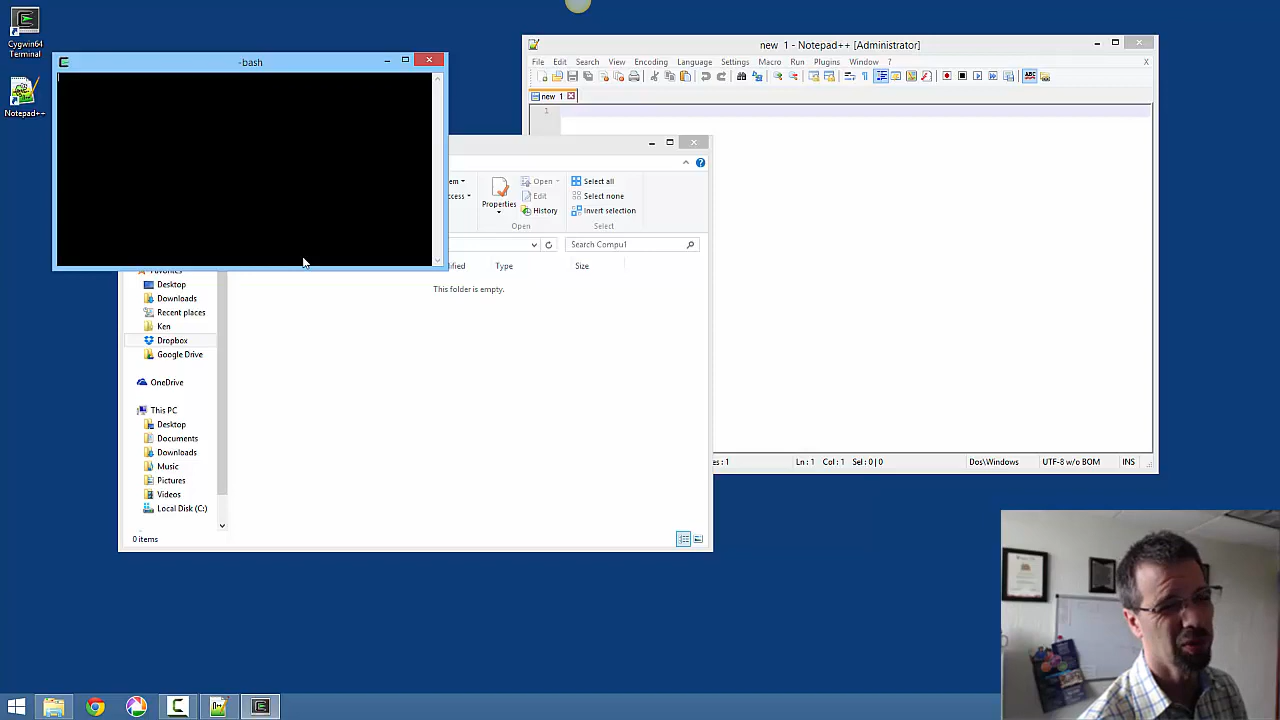 Cygwin64
Terminal
Notepad++
-bash
new 1 - Notepad++ [Administrator]
File Edit Search View Encoding Language Settings Macro Run Plugins Window ? X
new 1
1
Open
Select all
Edit
Select none
Properties
History
Invert selection
Open
Select
Search Compu1
Type
Size
This folder is empty.
Desktop
Downloads
Recent places
Ken
Dropbox
Google Drive
OneDrive
This PC
Desktop
Documents
Downloads
Music
Pictures
Videos
Local Disk (C:)
0 items
Ln : 1 Col : 1 Sel : 0 | 0
Dos\Windows
UTF-8 w/o BOM
INS